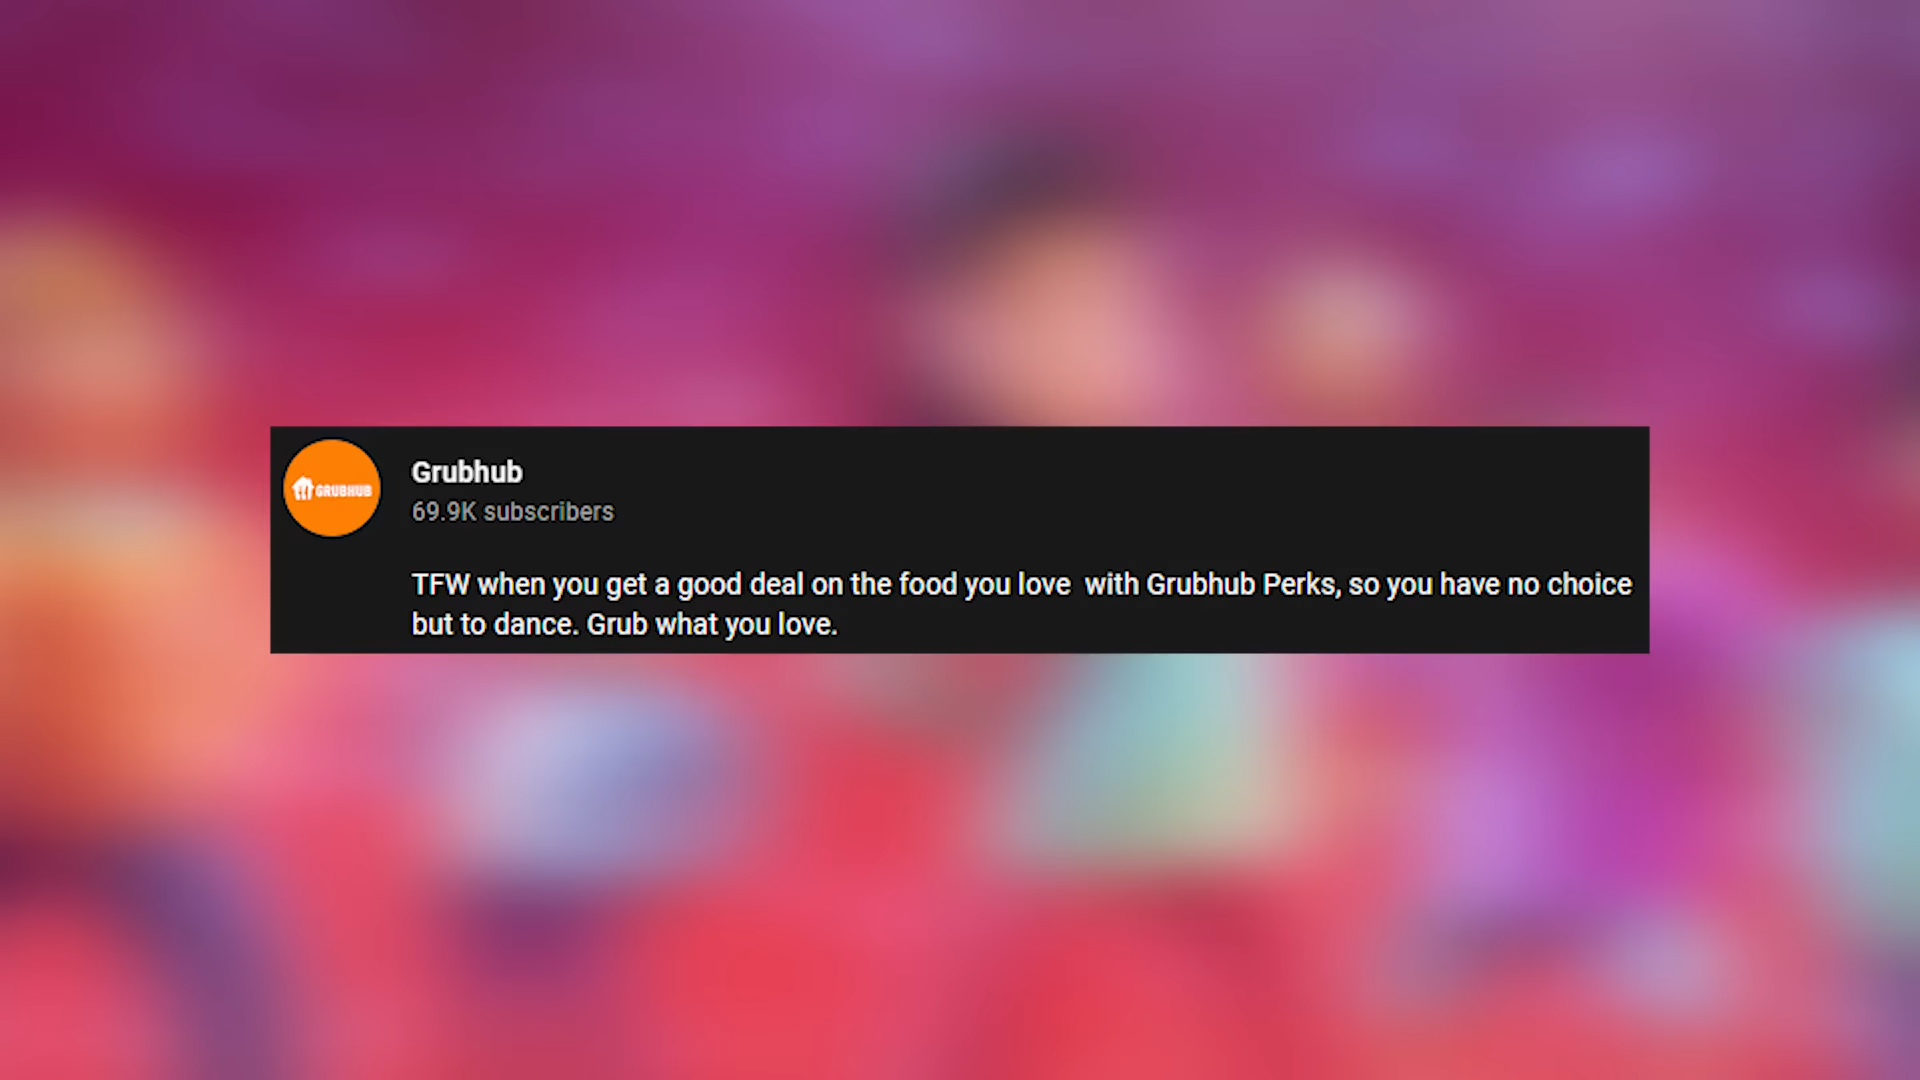 GRUBHUB
Grubhub
69.9K subscribers
TFW when you get a good deal on the food you love  with Grubhub Perks, so you have no choice
but to dance. Grub what you love.